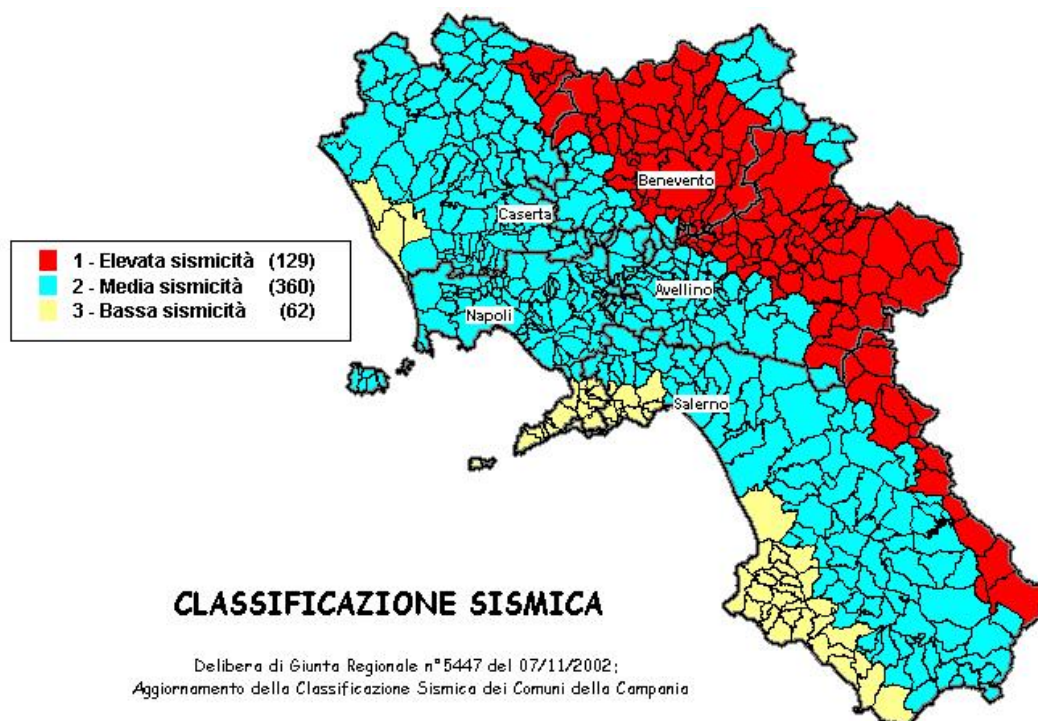 Benevento
Caserta
1 - Elevata sismicità (129)
2 - Media sismicità (360)
3 - Bassa sismicità (62)
Avellino
Napoli
Salerno
CLASSIFICAZIONE SISMICA
Delibera di Giunta Regionale n°5447 del 07/11/2002;
Aggiornamento della Classificazione Sismica dei Comuni della Campania